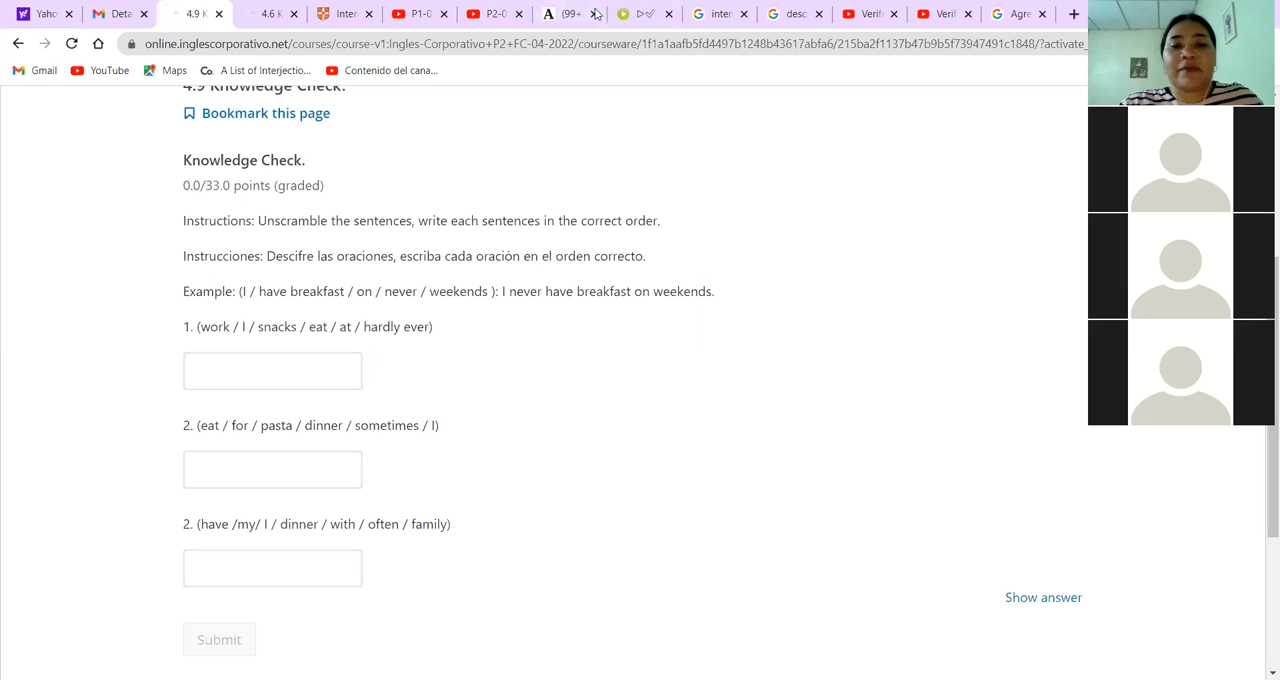 Yaho
Deta
4.9 K
4.6 K
Inter
P1-0
P2-0
(99+
inter
desc
Verifi
Verif
Agre
online.inglescorporativo.net/courses/course-v1:Ingles-Corporativo+P2+FC-04-2022/courseware/1f1a1aafb5fd4497b1248b43617abfa6/215ba2f1137b47b9b5f73947491c1848/?activate_
Gmail
YouTube
Maps
A List of Interjectio...
Contenido del cana...
4.9 Knowledge Check.
Bookmark this page
Knowledge Check.
0.0/33.0 points (graded)
Instructions: Unscramble the sentences, write each sentences in the correct order.
Instrucciones: Descifre las oraciones, escriba cada oración en el orden correcto.
Example: (I / have breakfast / on / never / weekends ): I never have breakfast on weekends.
1. (work / I / snacks / eat / at / hardly ever)
2. (eat / for / pasta / dinner / sometimes / I)
2. (have /my/ I / dinner / with / often / family)
Show answer
Submit